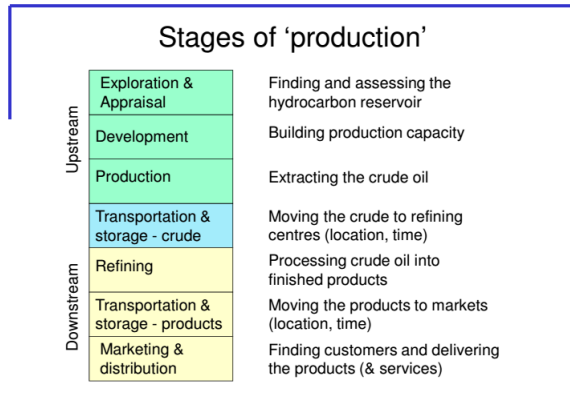 Stages of ‘production’
Upstream
Exploration &
Appraisal
Finding and assessing the
hydrocarbon reservoir
Development
Building production capacity
Production
Extracting the crude oil
Transportation &
storage - crude
Moving the crude to refining
centres (location, time)
Downstream
Refining
Processing crude oil into
finished products
Transportation &
storage - products
Moving the products to markets
(location, time)
Marketing &
distribution
Finding customers and delivering
the products (& services)